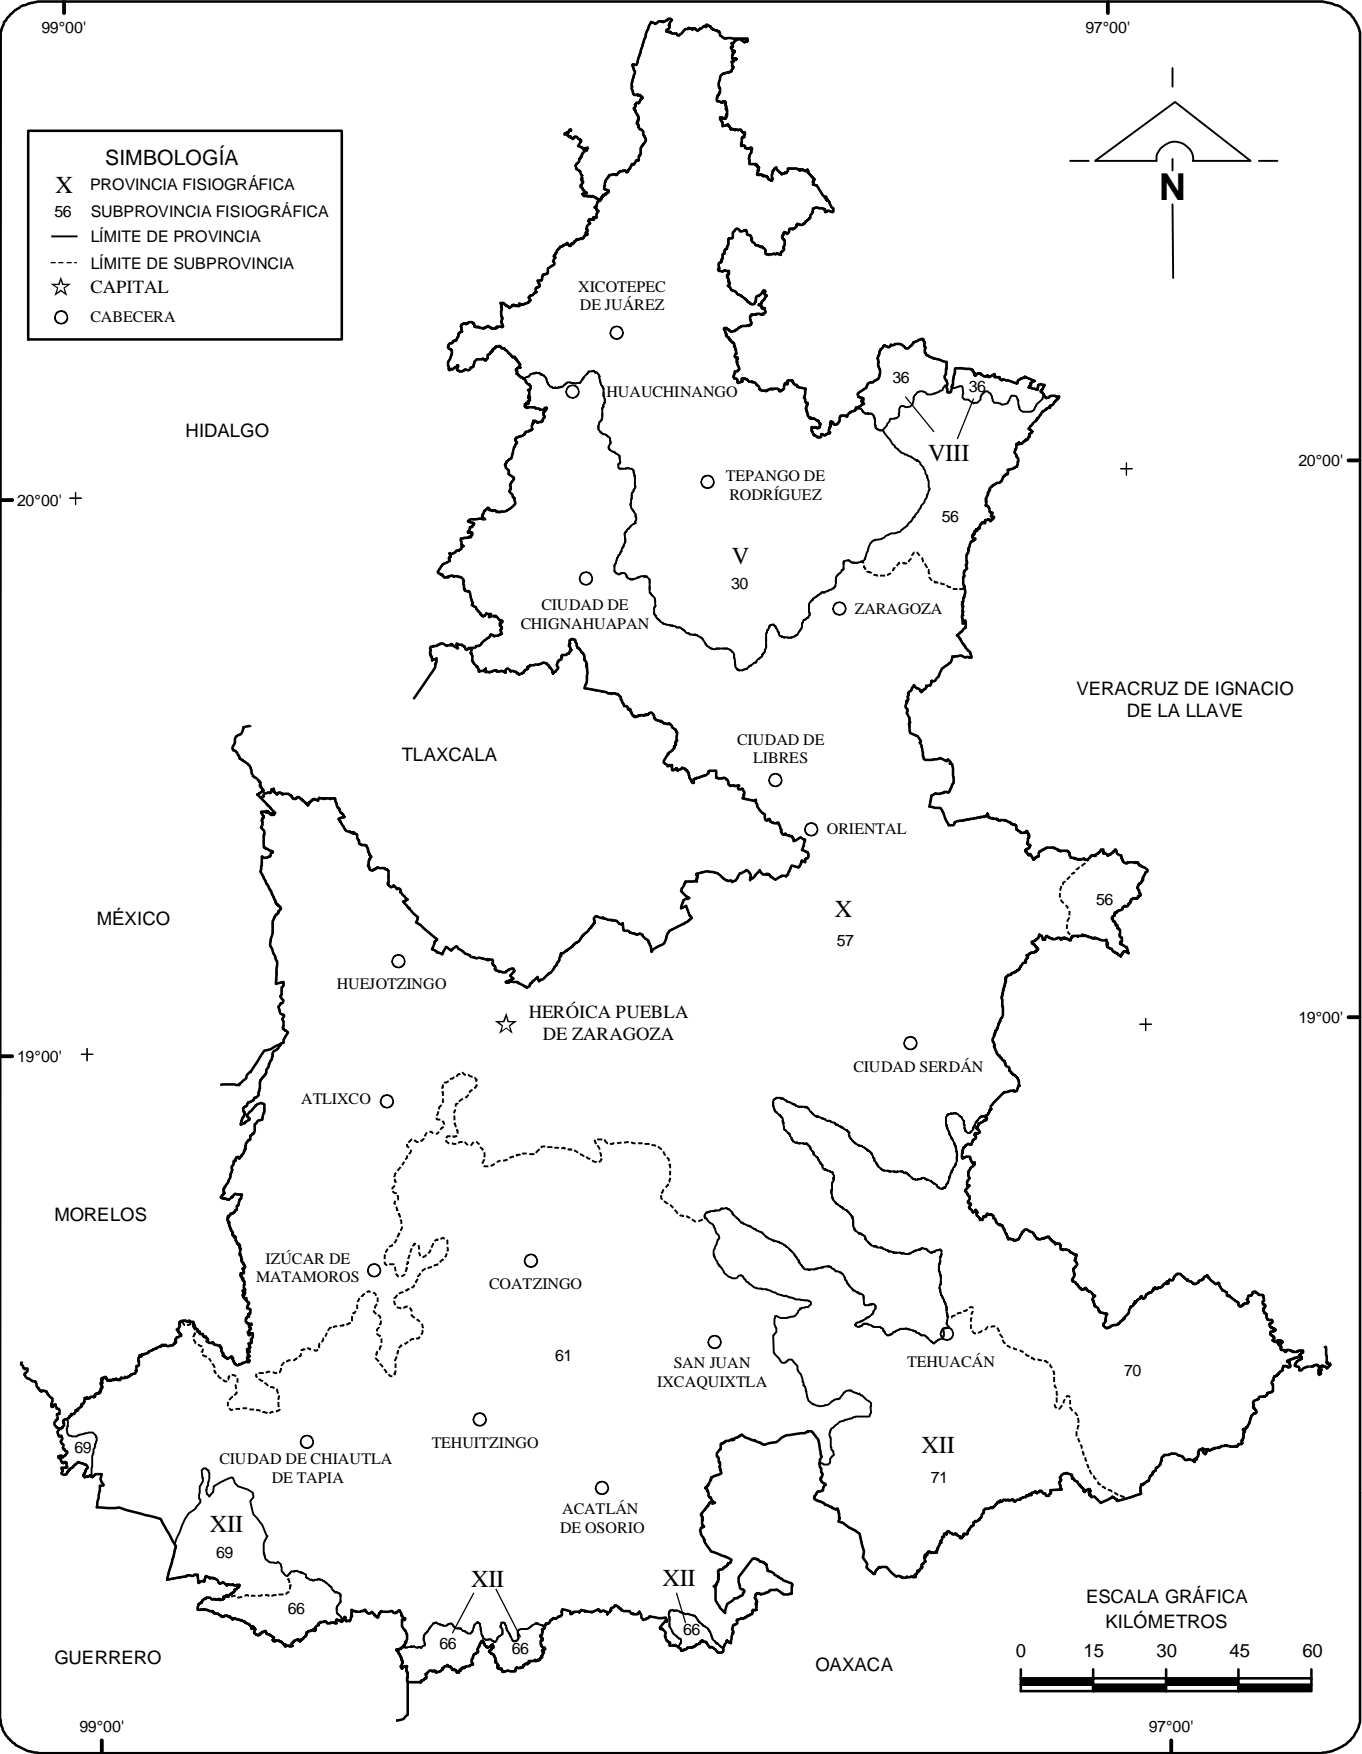 99°00'
97°00'
SIMBOLOGÍA
X PROVINCIA FISIOGRÁFICA
56 SUBPROVINCIA FISIOGRÁFICA
LÍMITE DE PROVINCIA
LÍMITE DE SUBPROVINCIA
CAPITAL
CABECERA
N
XICOTEPEC
DE JUÁREZ
36
36
HUAUCHINANGO
HIDALGO
VIII
20°00'
TEPANGO DE
RODRÍGUEZ
20°00'
56
V
30
CIUDAD DE
CHIGNAHUAPAN
ZARAGOZA
VERACRUZ DE IGNACIO
DE LA LLAVE
TLAXCALA
CIUDAD DE
LIBRES
ORIENTAL
56
MÉXICO
X
57
HUEJOTZINGO
HERÓICA PUEBLA
DE ZARAGOZA
19°00'
19°00'
CIUDAD SERDÁN
ATLIXCO
MORELOS
IZÚCAR DE
MATAMOROS
COATZINGO
61
SAN JUAN
IXCAQUIXTLA
TEHUACÁN
70
69
TEHUITZINGO
CIUDAD DE CHIAUTLA
DE TAPIA
XII
71
ACATLÁN
DE OSORIO
XII
69
XII
XII
66
66
66
66
GUERRERO
OAXACA
ESCALA GRÁFICA
KILÓMETROS
0 15 30 45 60
99°00'
97°00'